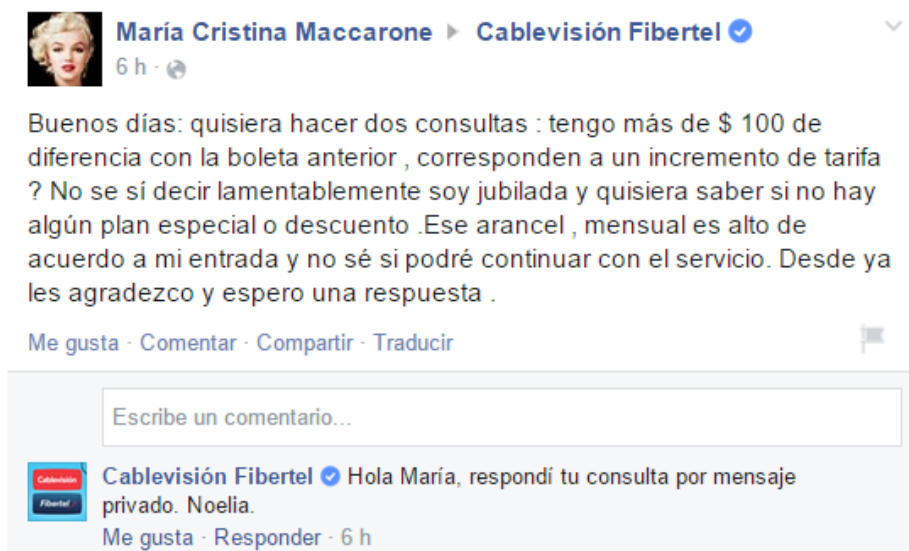 María Cristina Maccarone ▸ Cablevisión Fibertel
6 h ·
Buenos días: quisiera hacer dos consultas : tengo más de $ 100 de
diferencia con la boleta anterior , corresponden a un incremento de tarifa
? No se sí decir lamentablemente soy jubilada y quisiera saber si no hay
algún plan especial o descuento .Ese arancel , mensual es alto de
acuerdo a mi entrada y no sé si podré continuar con el servicio. Desde ya
les agradezco y espero una respuesta .
Me gusta · Comentar · Compartir · Traducir
Escribe un comentario...
Cablevisión
Fibertel
Cablevisión Fibertel Hola María, respondí tu consulta por mensaje
privado. Noelia.
Me gusta · Responder · 6 h